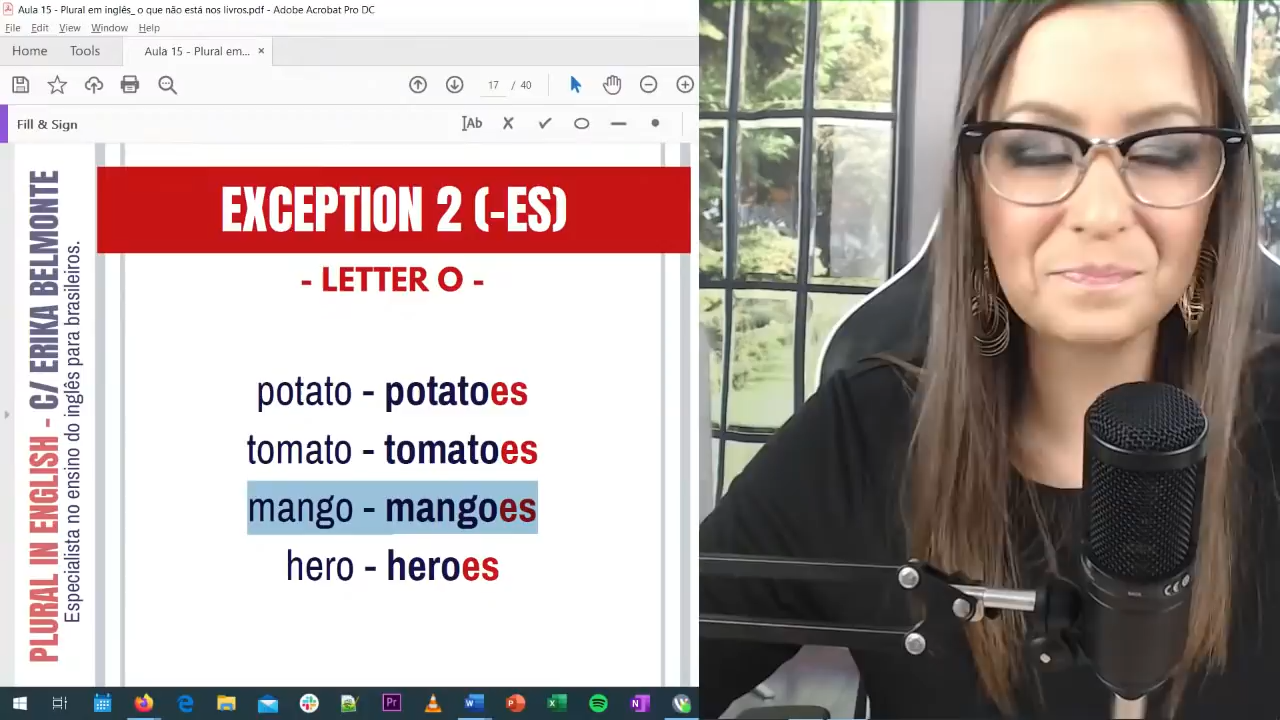 Aula 15 - Plural em inglês_ o que não está nos livros.pdf - Adobe Acrobat Pro DC
File Edit View Window Help
Home Tools Aula 15 - Plural em... ×
17 / 40
Fill & Sign
IAb
PLURAL IN ENGLISH - C/ ERIKA BELMONTE
Especialista no ensino do inglês para brasileiros.
EXCEPTION 2 (-ES)
- LETTER O -
potato - potatoes
tomato - tomatoes
mango - mangoes
hero - heroes
Pr